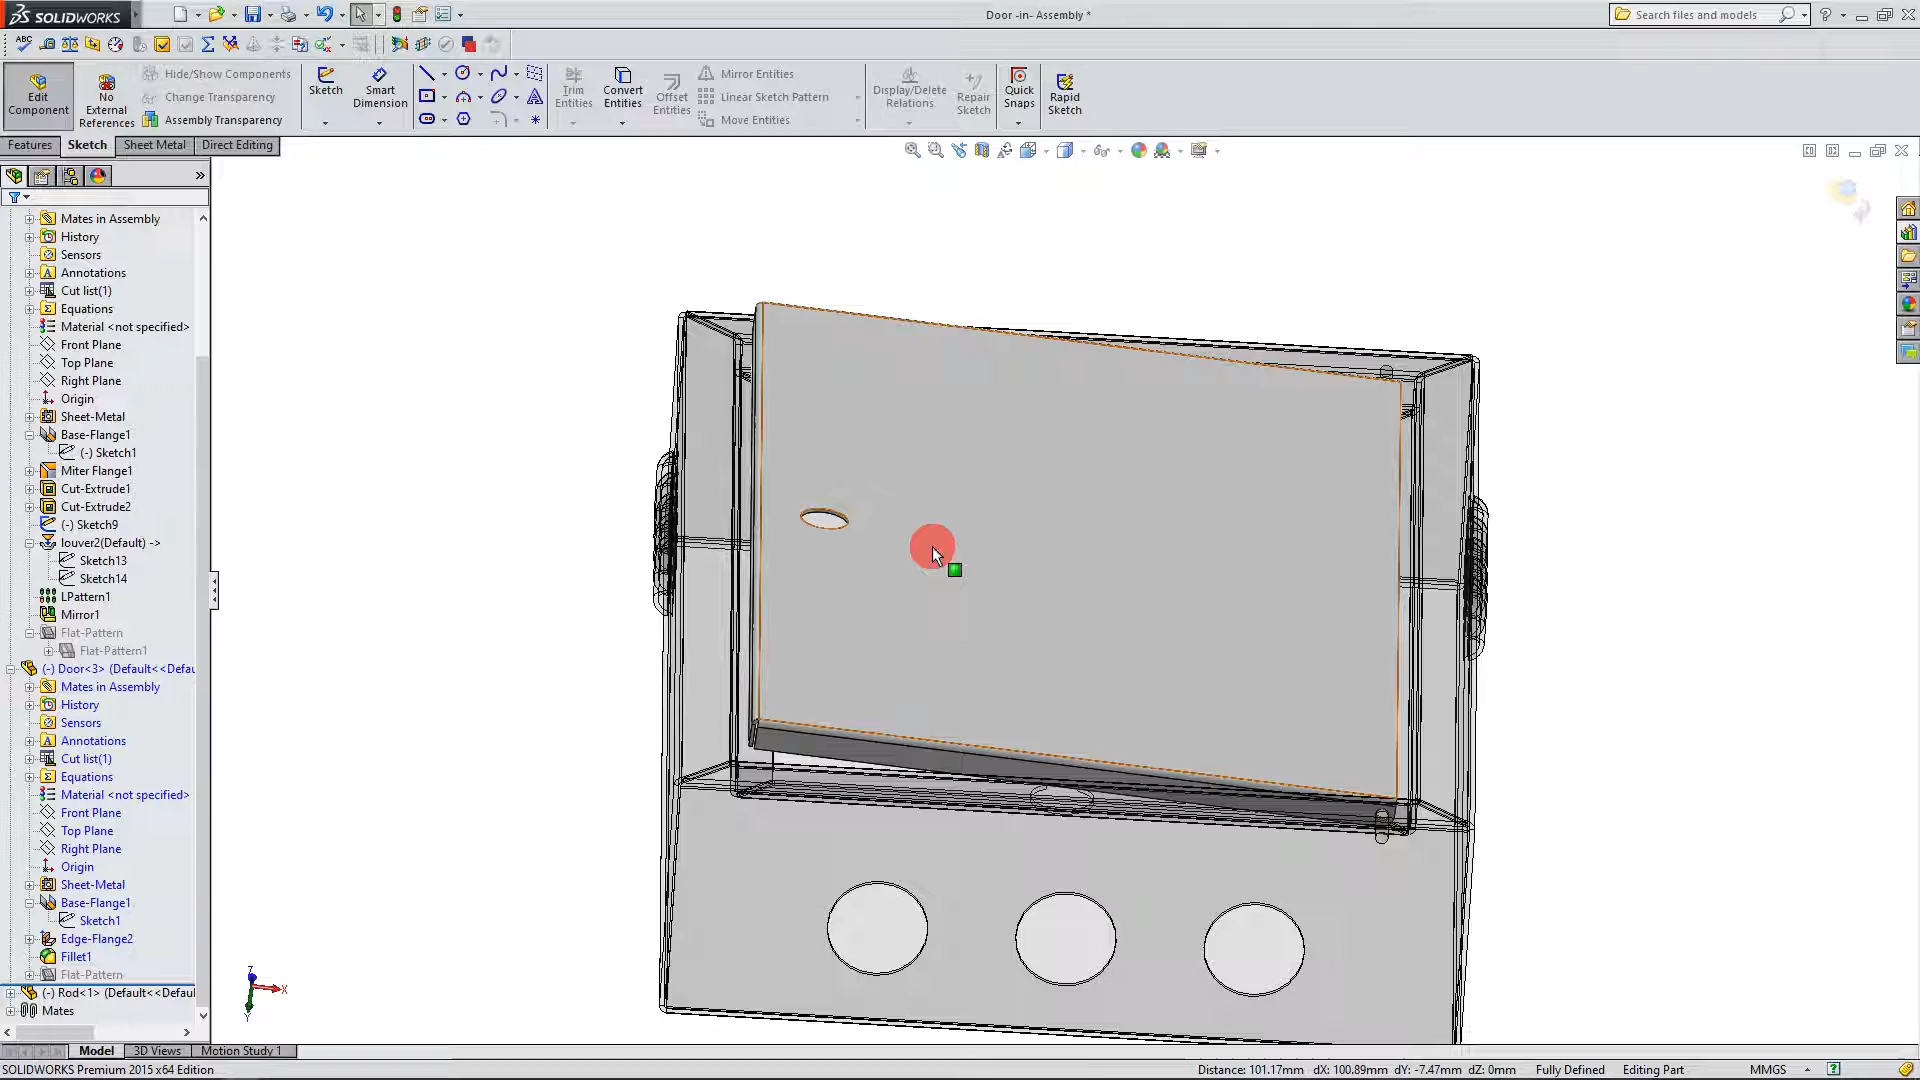 SOLIDWORKS
Door -in- Assembly *
Search files and models
Edit Component
No External References
Hide/Show Components
Change Transparency
Assembly Transparency
Sketch
Smart Dimension
Trim Entities
Convert Entities
Offset Entities
Mirror Entities
Linear Sketch Pattern
Move Entities
Display/Delete Relations
Repair Sketch
Quick Snaps
Rapid Sketch
Features
Sketch
Sheet Metal
Direct Editing
Mates in Assembly
History
Sensors
Annotations
Cut list(1)
Equations
Material <not specified>
Front Plane
Top Plane
Right Plane
Origin
Sheet-Metal
Base-Flange1
(-) Sketch1
Miter Flange1
Cut-Extrude1
Cut-Extrude2
(-) Sketch9
louver2(Default) ->
Sketch13
Sketch14
LPattern1
Mirror1
Flat-Pattern
Flat-Pattern1
(-) Door<3> (Default<<Defau
Mates in Assembly
History
Sensors
Annotations
Cut list(1)
Equations
Material <not specified>
Front Plane
Top Plane
Right Plane
Origin
Sheet-Metal
Base-Flange1
Sketch1
Edge-Flange2
Fillet1
Flat-Pattern
(-) Rod<1> (Default<<Defaul
Mates
Z
X
Y
Model
3D Views
Motion Study 1
SOLIDWORKS Premium 2015 x64 Edition
Distance: 101.17mm dX: 100.89mm dY: -7.47mm dZ: 0mm
Fully Defined
Editing Part
MMGS